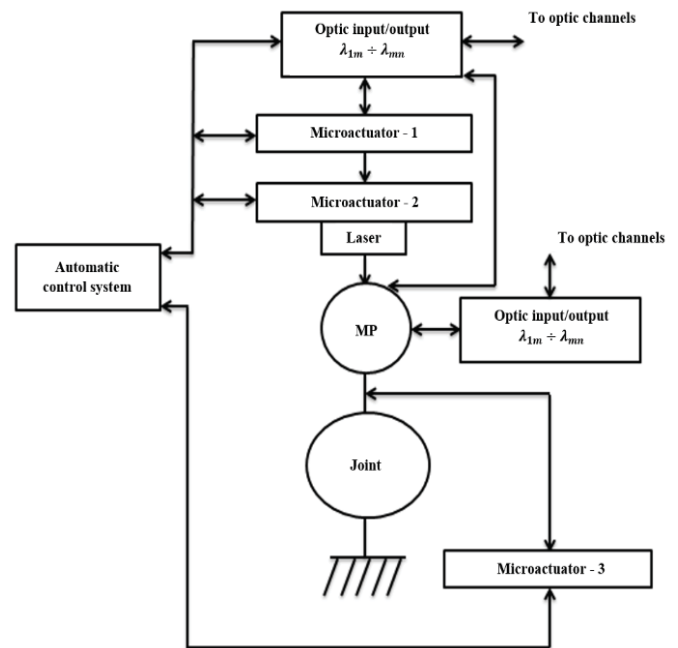 Optic input/output
λ₁ₘ ÷ λₘₙ
To optic channels
Microactuator - 1
Microactuator - 2
Laser
Automatic
control system
To optic channels
MP
Optic input/output
λ₁ₘ ÷ λₘₙ
Joint
Microactuator - 3